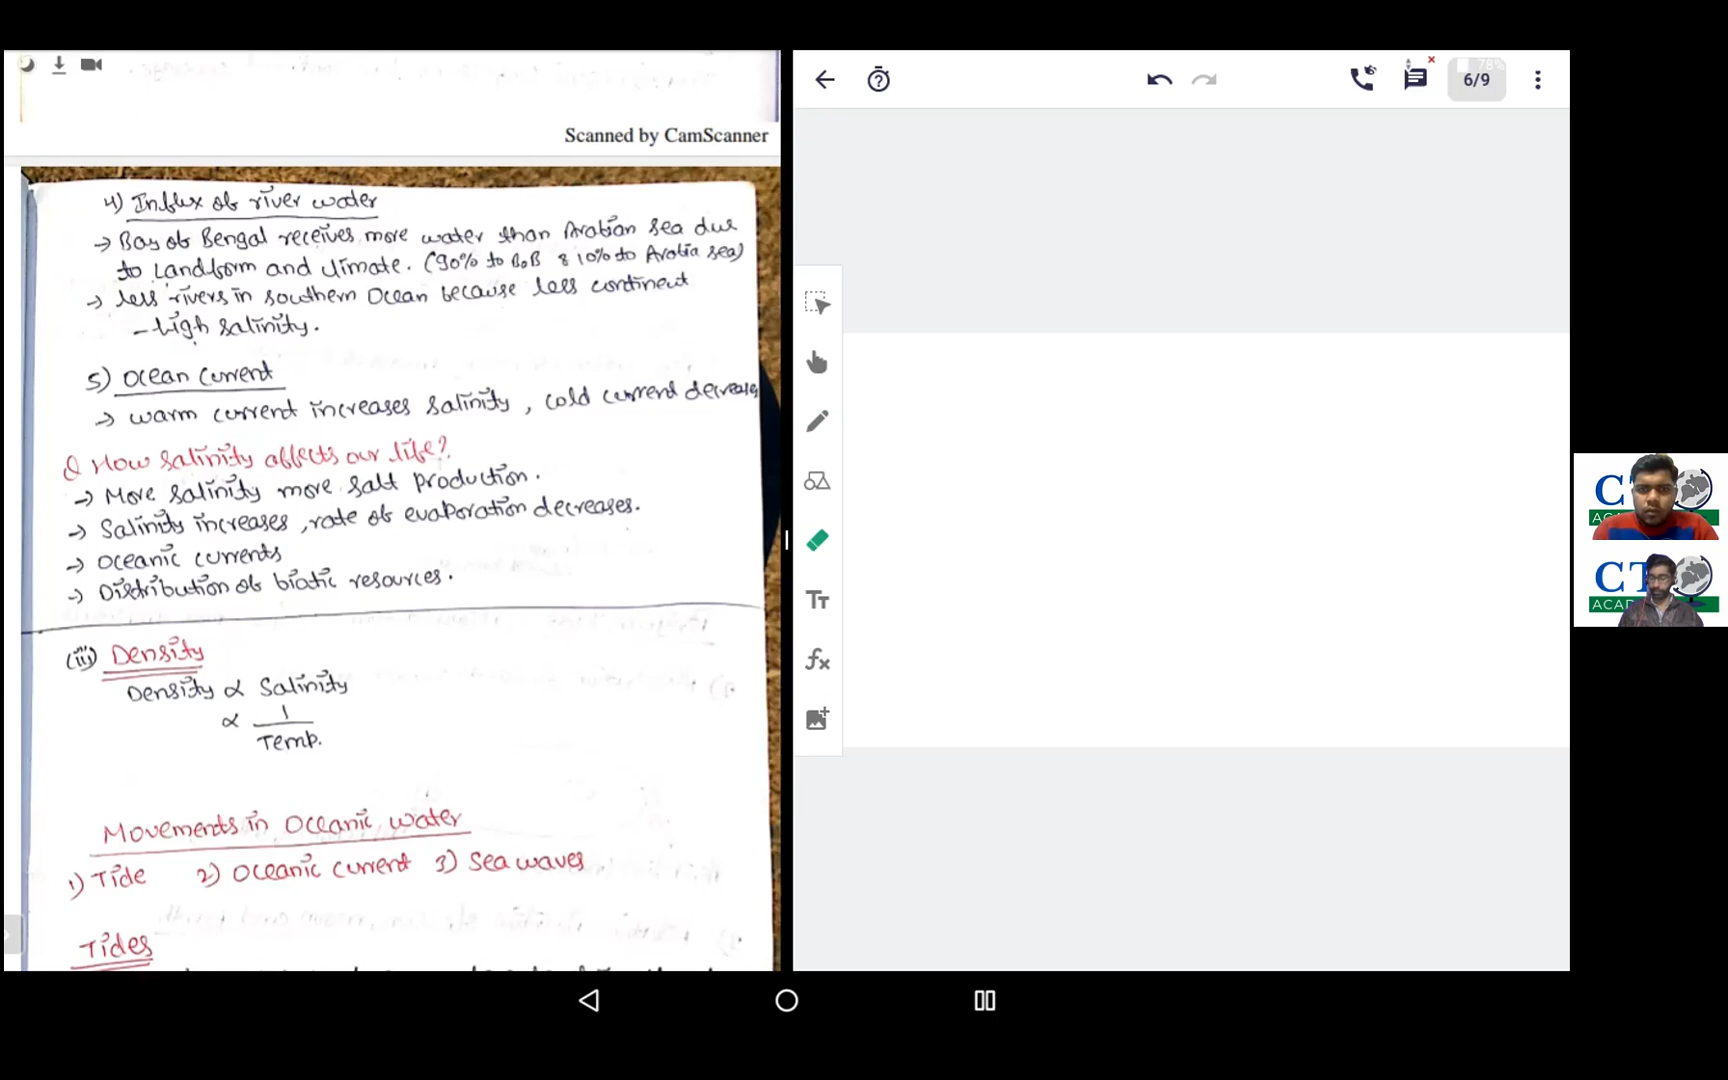 78%
6/9
Scanned by CamScanner
4) Influx of river water
→ Bay of Bengal receives more water than Arabian sea due
to Landform and climate. (90% to BoB & 10% to Arabia sea)
→ less rivers in southern Ocean because less continent
- high salinity.
5) Ocean Current
→ warm current increases salinity, cold current decreases
Q How salinity affects our life?
→ More salinity more salt production.
→ Salinity increases, rate of evaporation decreases.
→ Oceanic currents
→ Distribution of biotic resources.
(iii) Density
Density ∝ Salinity
∝ 1
Temp.
Movements in Oceanic water
1) Tide 2) Oceanic current 3) Sea waves
Tides
Tт
fx
C
ACA
CT
ACAD